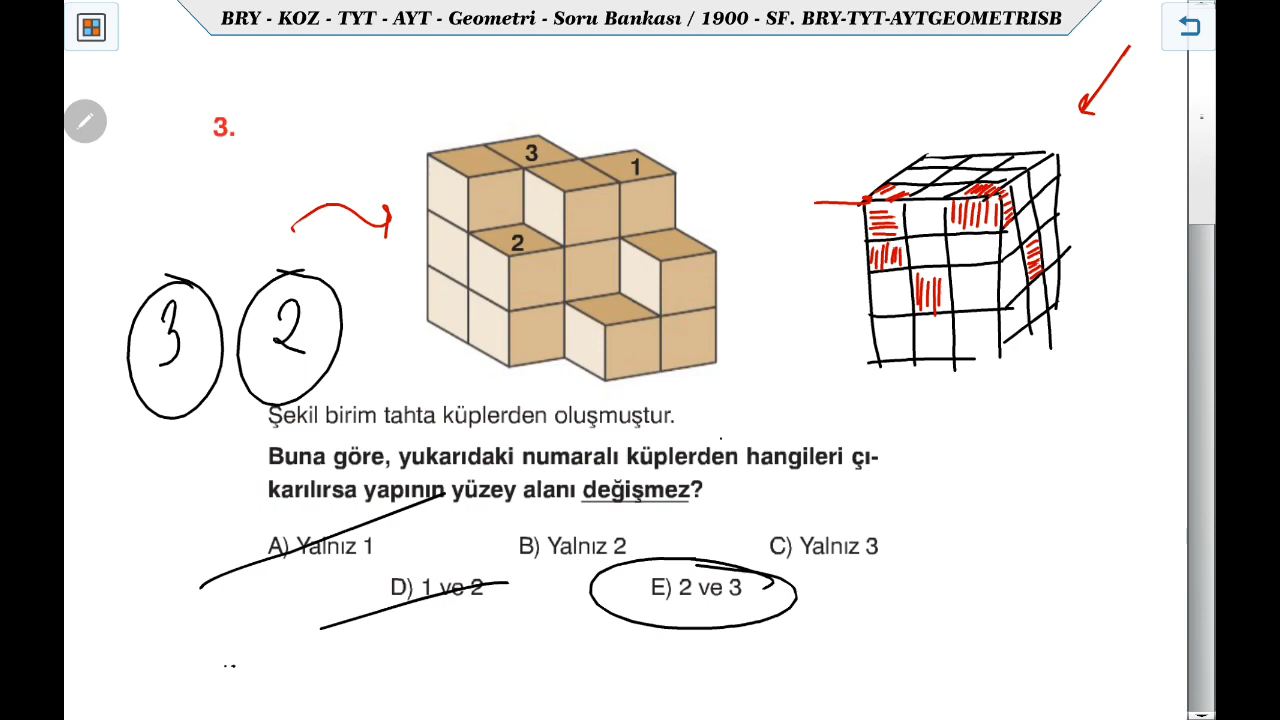 BRY - KOZ - TYT - AYT - Geometri - Soru Bankası / 1900 - SF. BRY-TYT-AYTGEOMETRISB
3.
3
1
2
3 2
Şekil birim tahta küplerden oluşmuştur.
Buna göre, yukarıdaki numaralı küplerden hangileri çı-
karılırsa yapının yüzey alanı değişmez?
A) Yalnız 1 B) Yalnız 2 C) Yalnız 3
D) 1 ve 2 E) 2 ve 3